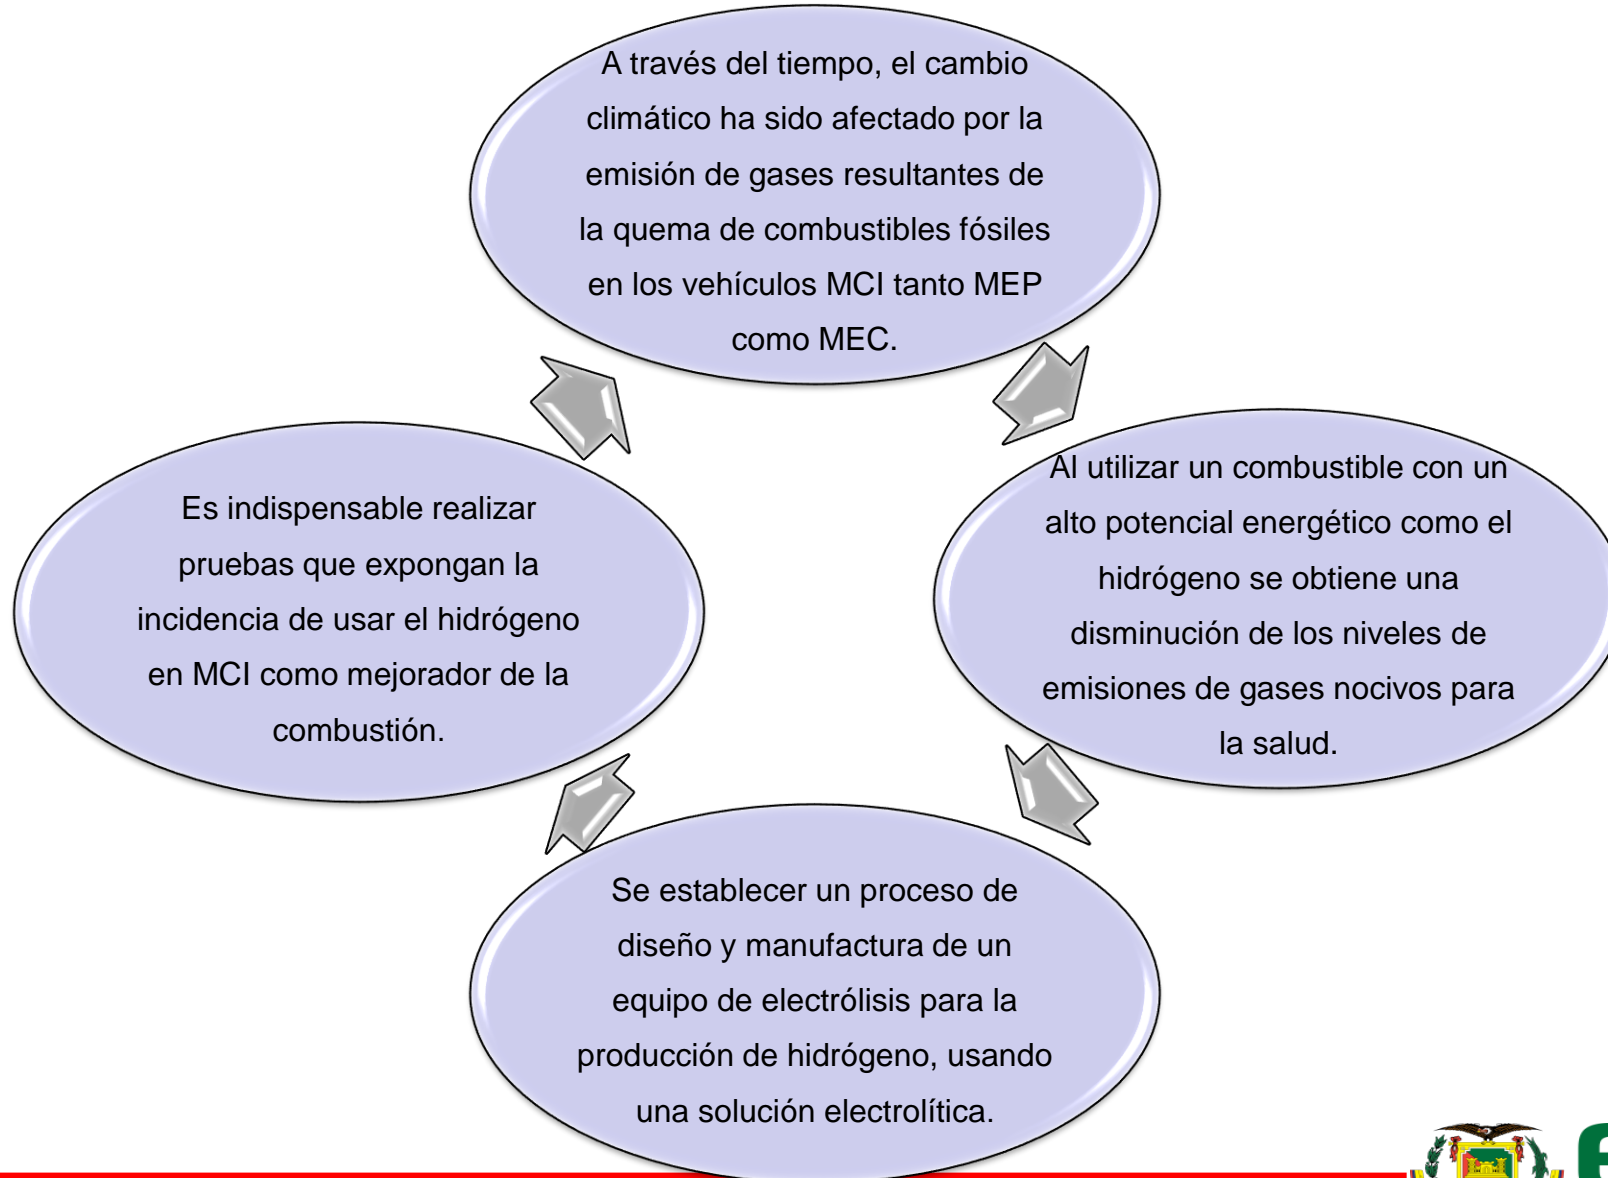 A través del tiempo, el cambio
climático ha sido afectado por la
emisión de gases resultantes de
la quema de combustibles fósiles
en los vehículos MCI tanto MEP
como MEC.
Al utilizar un combustible con un
alto potencial energético como el
hidrógeno se obtiene una
disminución de los niveles de
emisiones de gases nocivos para
la salud.
Se establecer un proceso de
diseño y manufactura de un
equipo de electrólisis para la
producción de hidrógeno, usando
una solución electrolítica.
Es indispensable realizar
pruebas que expongan la
incidencia de usar el hidrógeno
en MCI como mejorador de la
combustión.